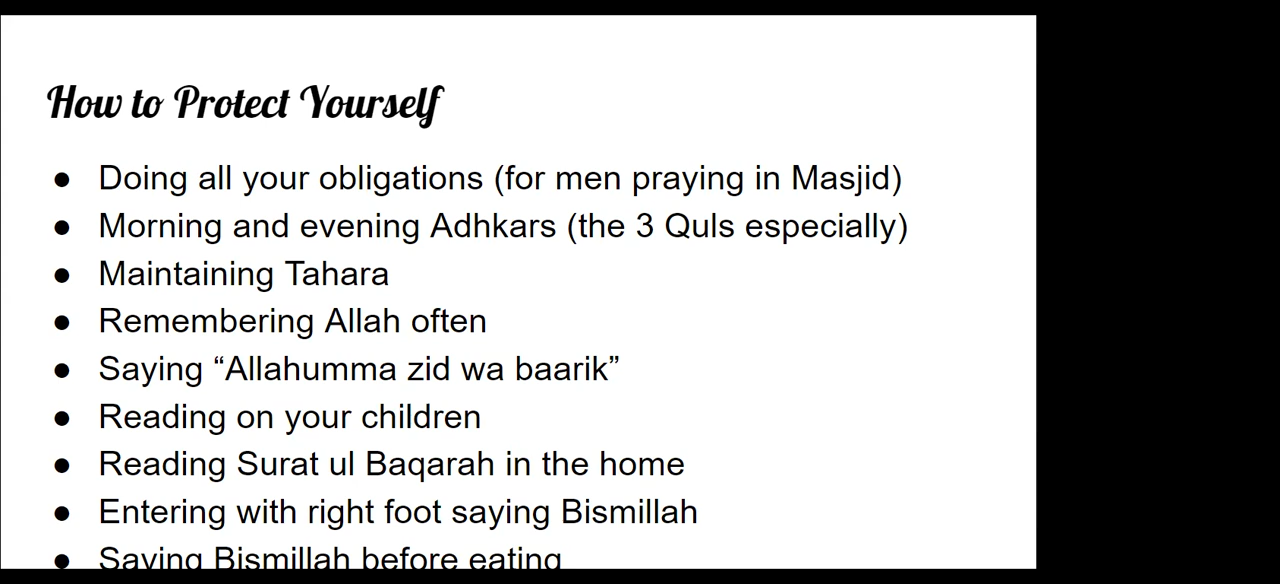 How to Protect Yourself
● Doing all your obligations (for men praying in Masjid)
● Morning and evening Adhkars (the 3 Quls especially)
● Maintaining Tahara
● Remembering Allah often
● Saying “Allahumma zid wa baarik”
● Reading on your children
● Reading Surat ul Baqarah in the home
● Entering with right foot saying Bismillah
● Saying Bismillah before eating